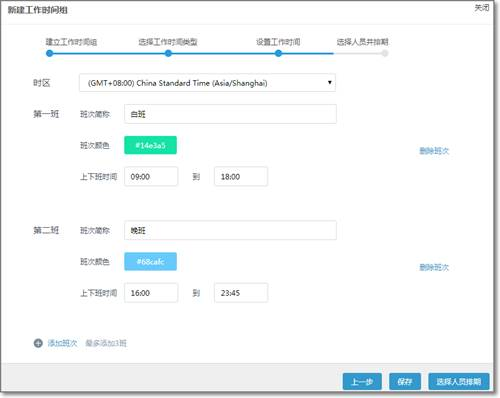 新建工作时间组 关闭
建立工作时间组 选择工作时间类型 设置工作时间 选择人员并排期
时区 (GMT+08:00) China Standard Time (Asia/Shanghai)
第一班 班次简称 白班
班次颜色 #14e3a5 删除班次
上下班时间 09:00 到 18:00
第二班 班次简称 晚班
班次颜色 #68cafc 删除班次
上下班时间 16:00 到 23:45
添加班次 最多添加3班
上一步 保存 选择人员排期